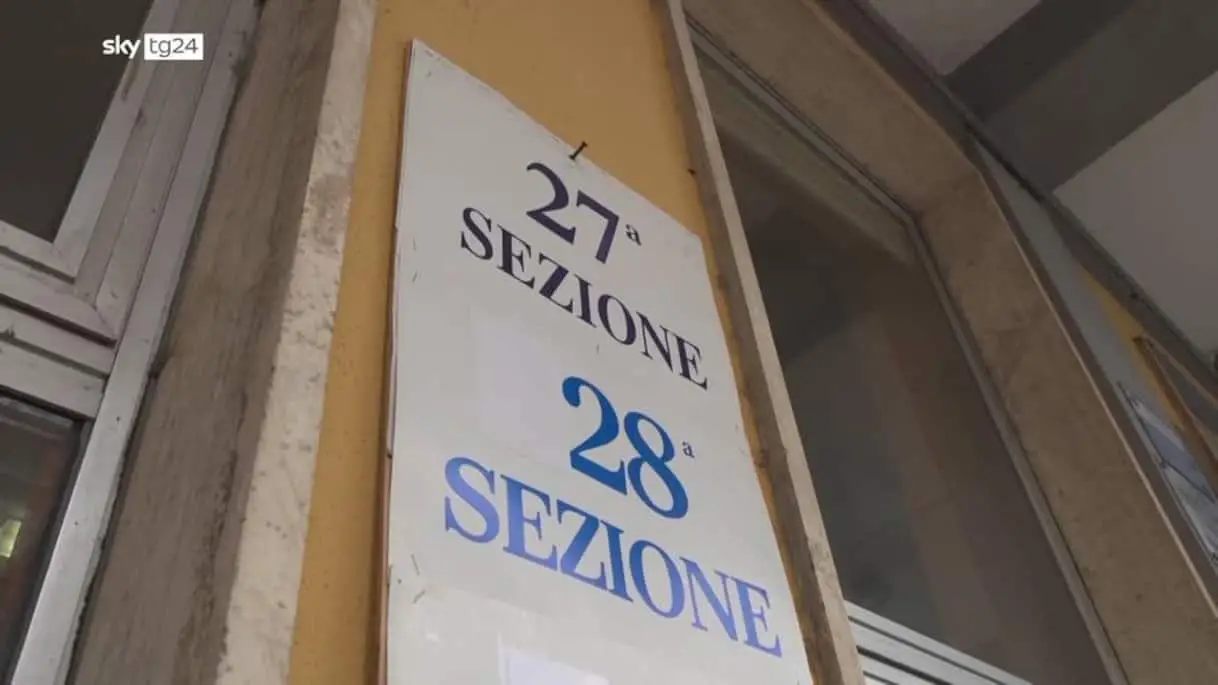 sky tg24
27ª
SEZIONE
28ª
SEZIONE